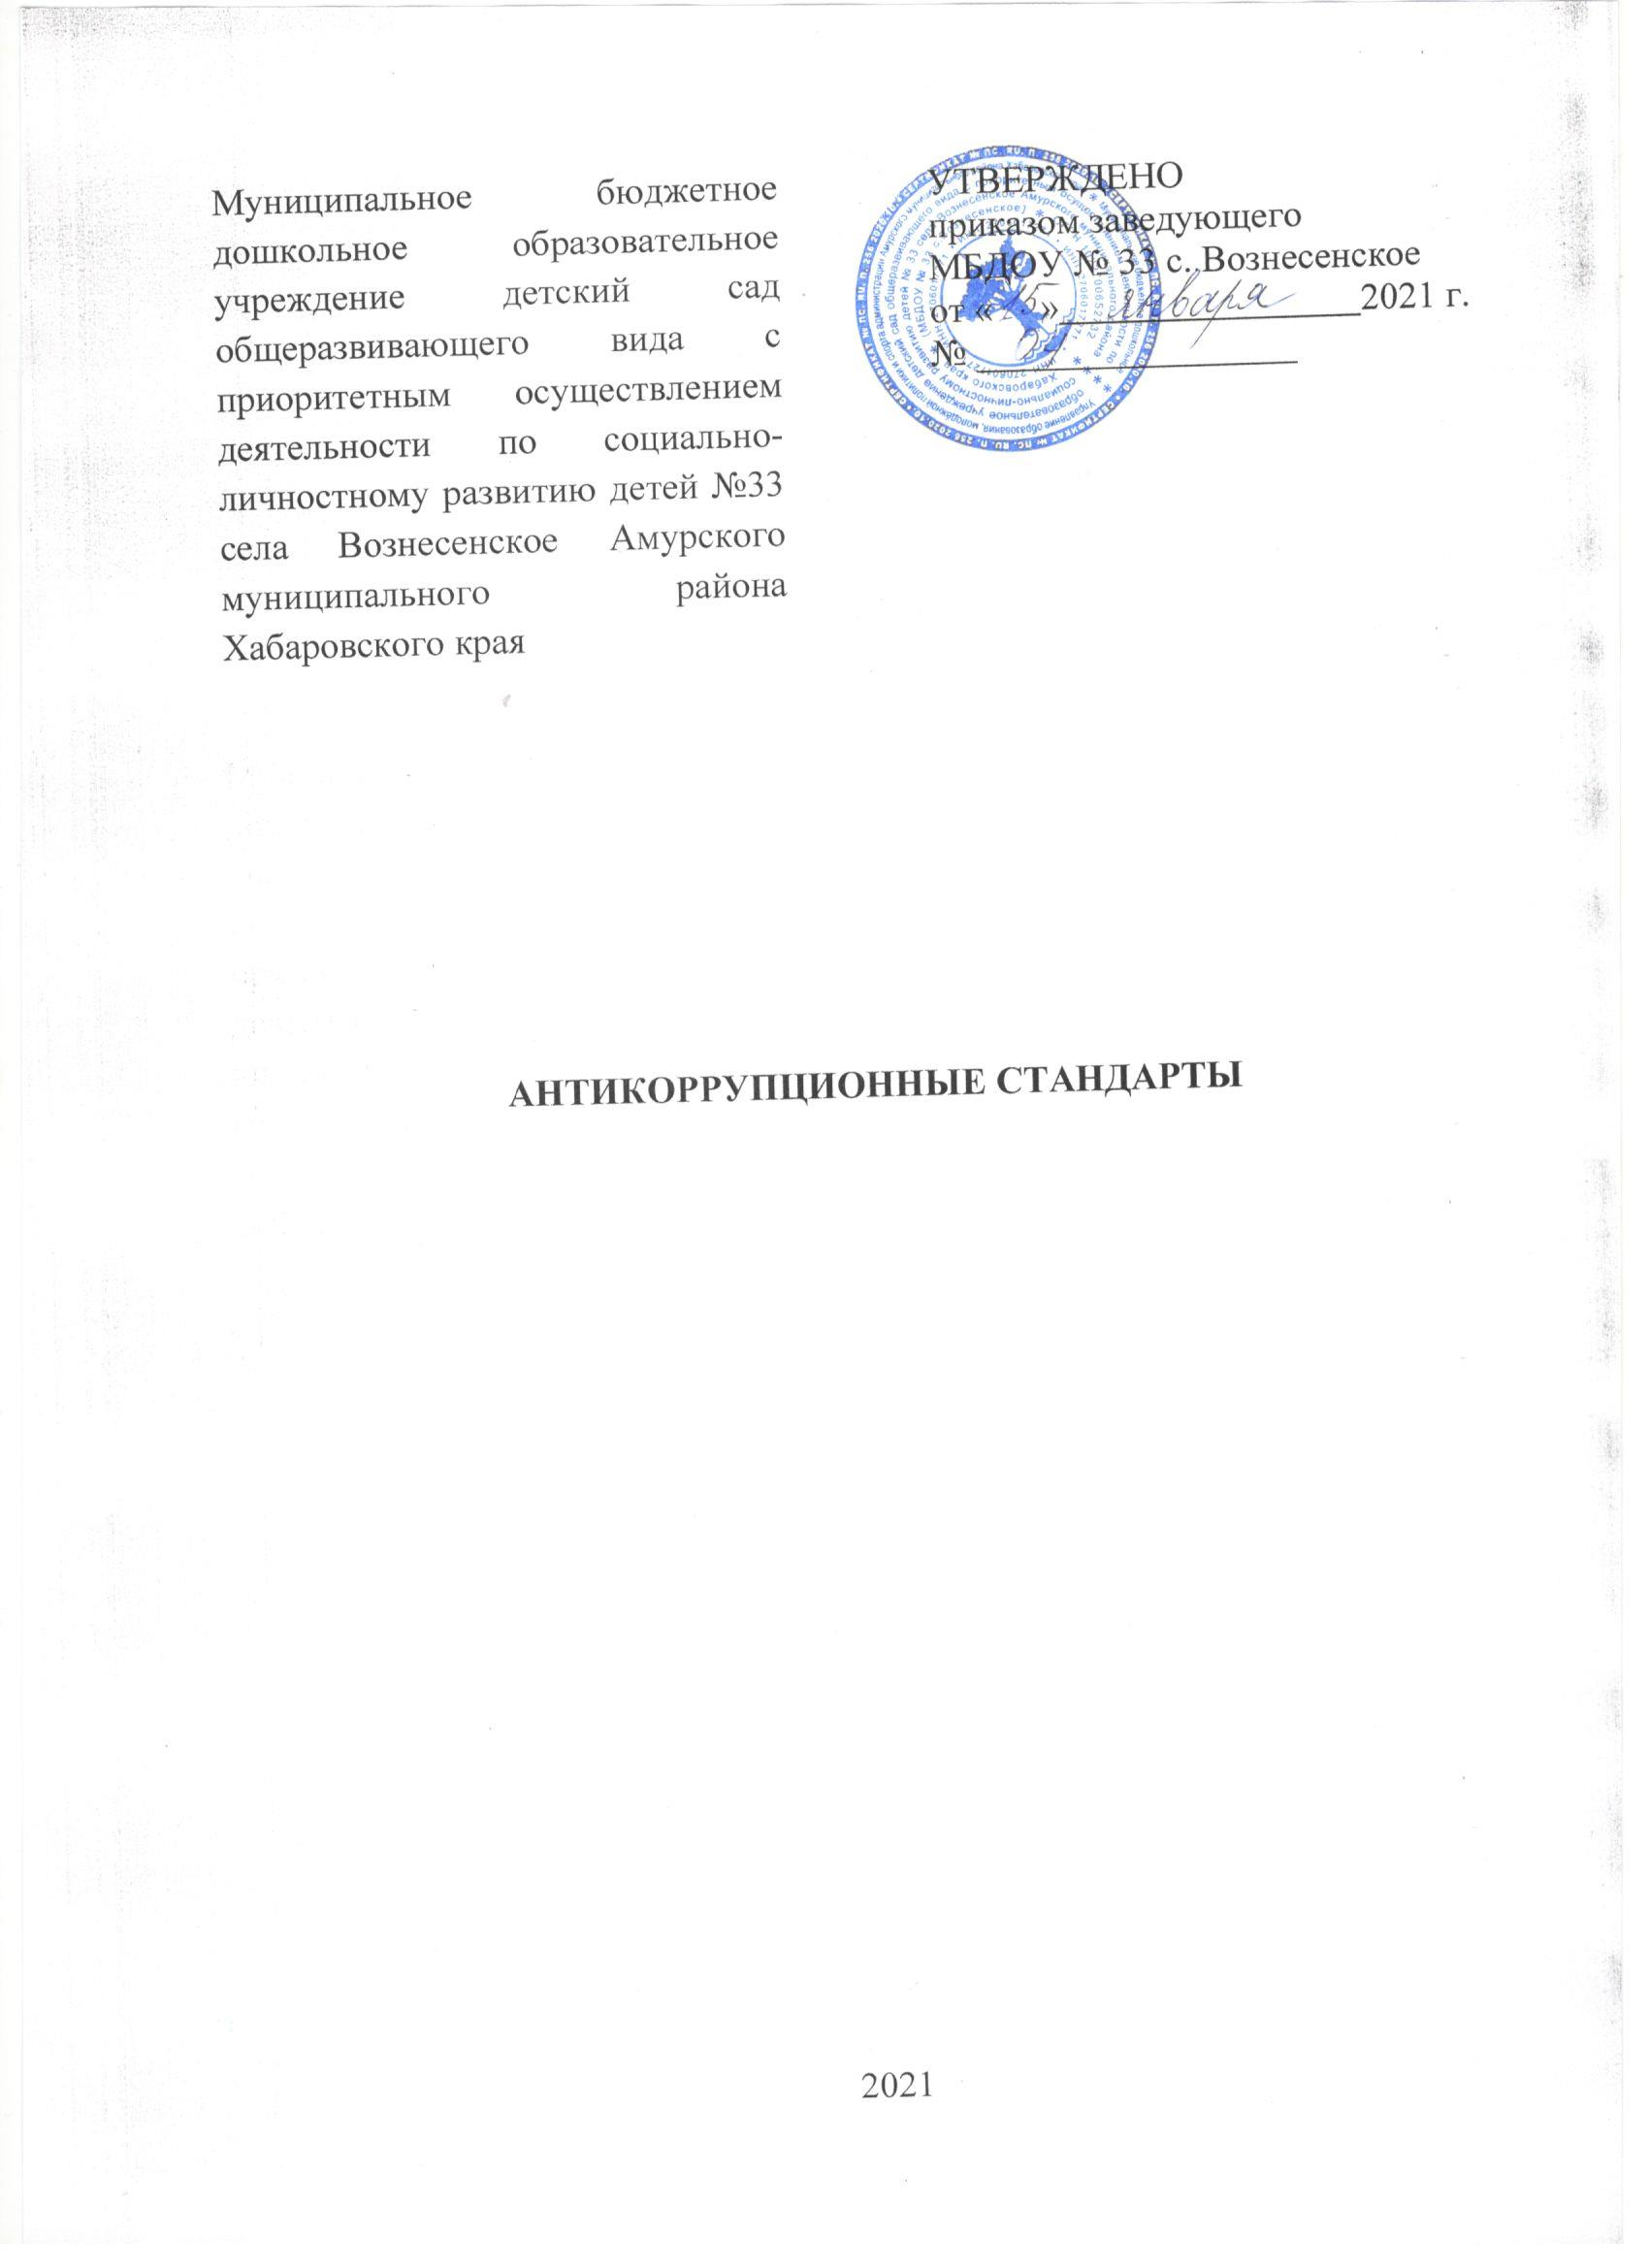 Муниципальное бюджетное
дошкольное образовательное
учреждение детский сад
общеразвивающего вида с
приоритетным осуществлением
деятельности по социально-
личностному развитию детей №33
села Вознесенское Амурского
муниципального района
Хабаровского края
УТВЕРЖДЕНО
приказом заведующего
МБДОУ № 33 с. Вознесенское
от « 15 » января 2021 г.
№
АНТИКОРРУПЦИОННЫЕ СТАНДАРТЫ
2021